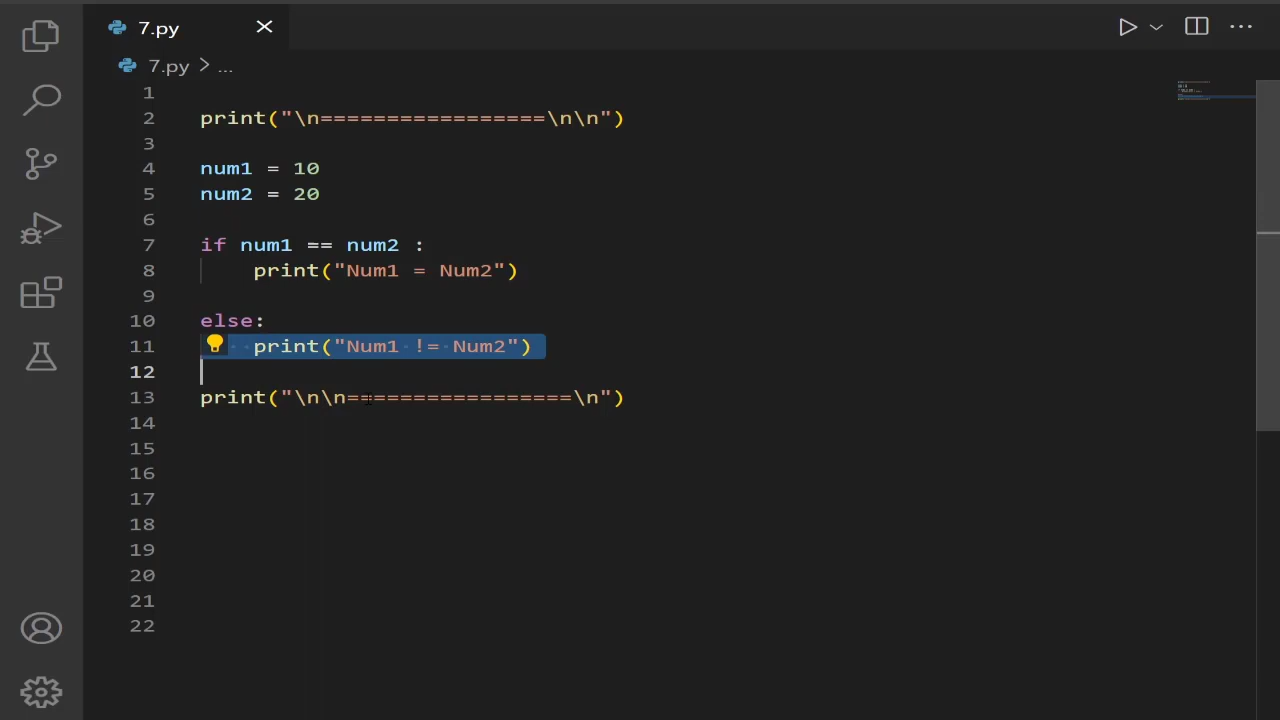 7.py
7.py > ...
1
2 print("\n=================\n\n")
3
4 num1 = 10
5 num2 = 20
6
7 if num1 == num2 :
8     print("Num1 = Num2")
9
10 else:
11     print("Num1 != Num2")
12
13 print("\n\n=================\n")
14
15
16
17
18
19
20
21
22